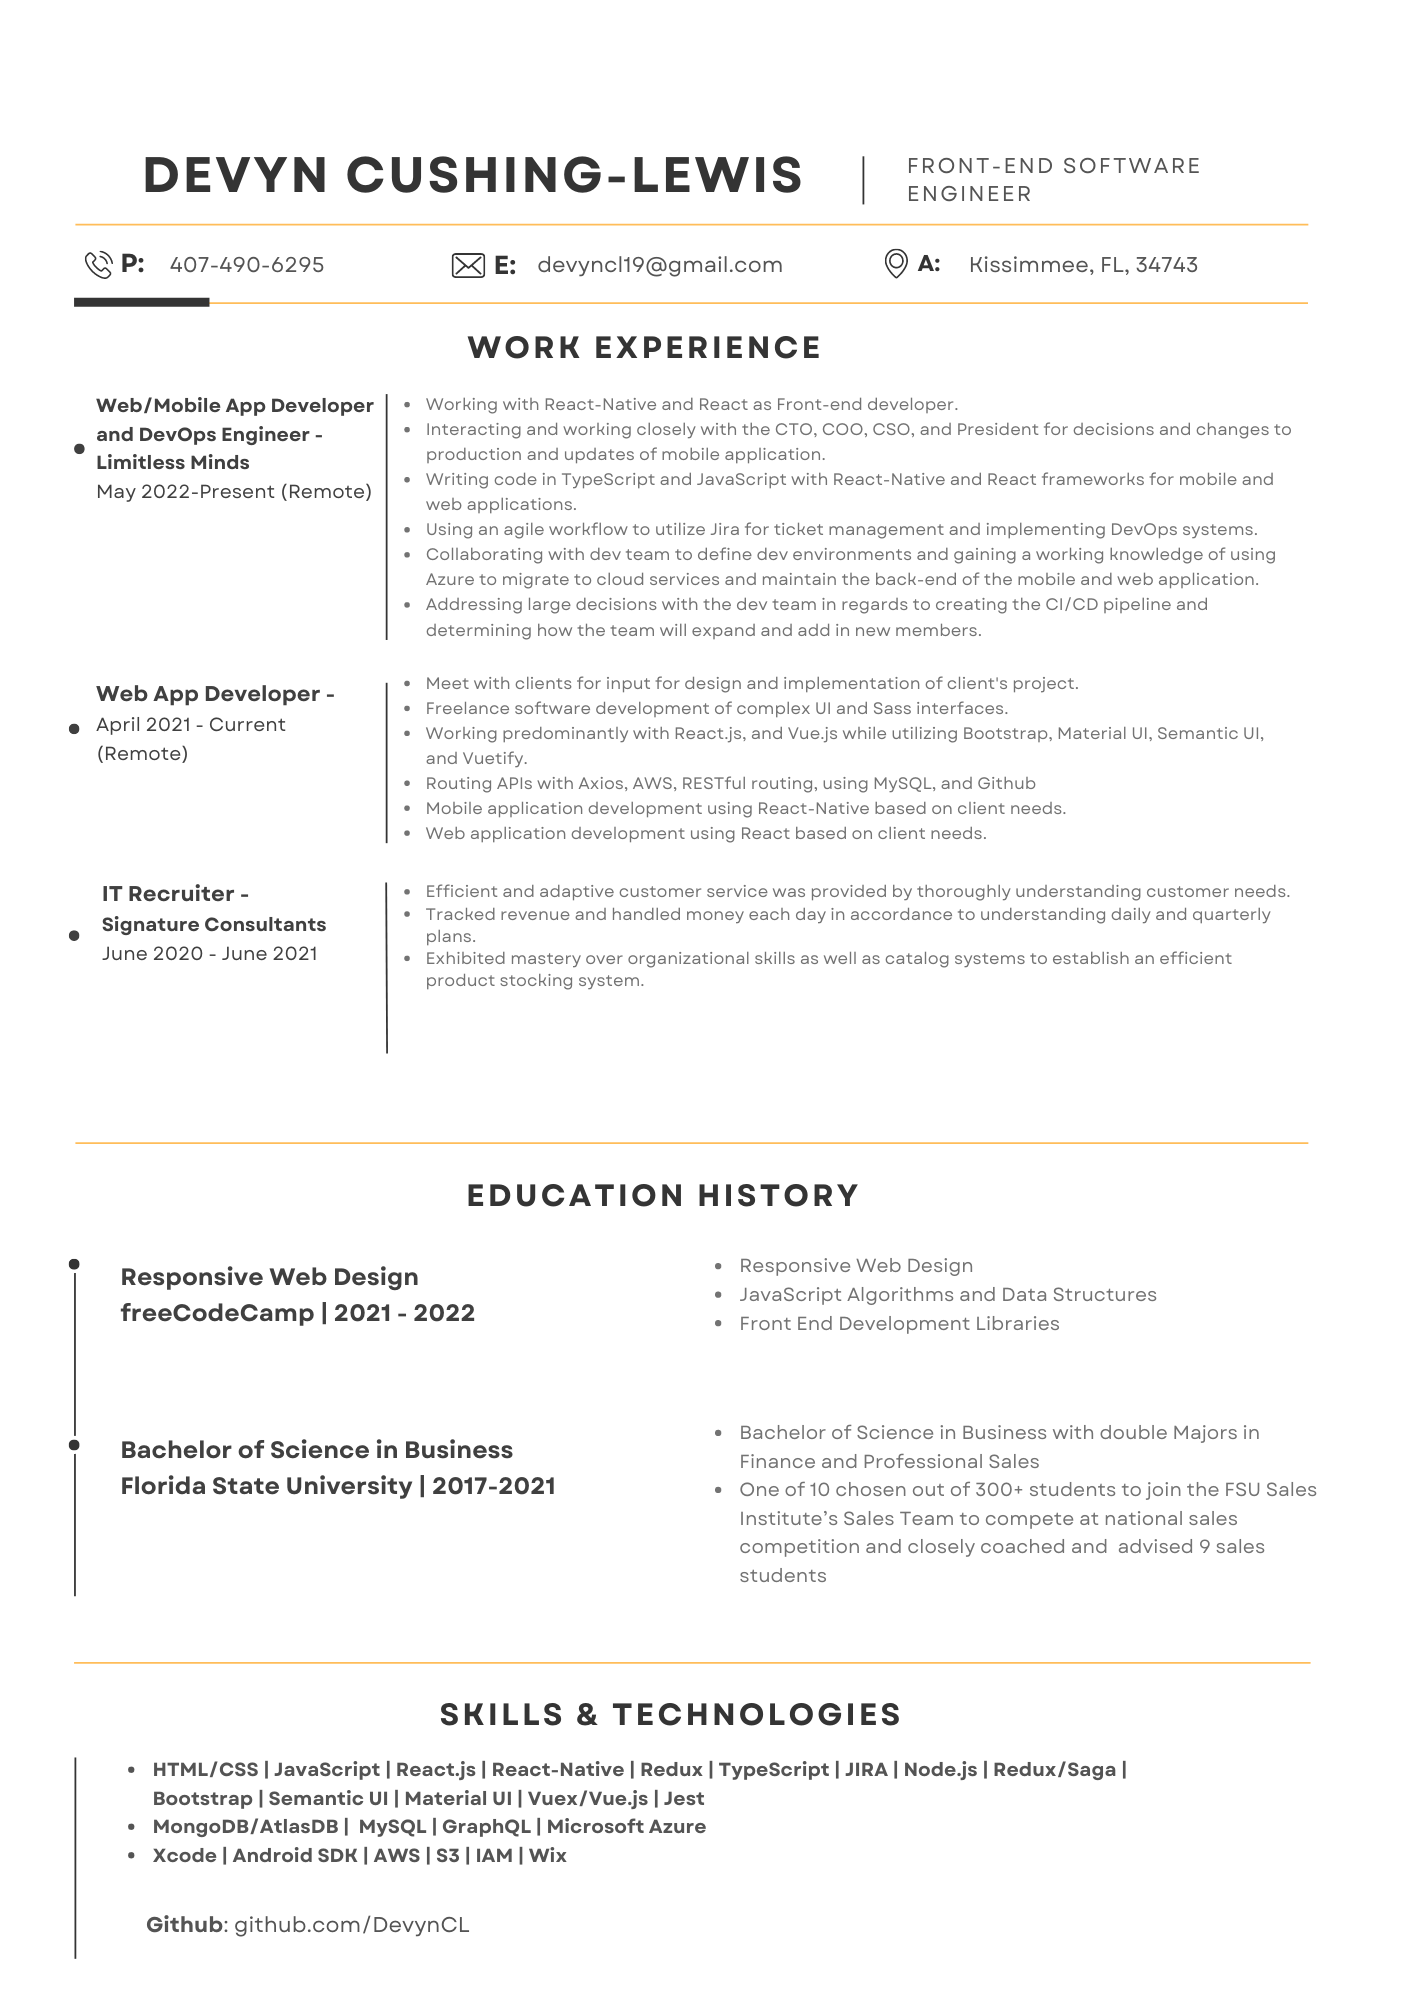 DEVYN CUSHING-LEWIS
FRONT-END SOFTWARE
ENGINEER
P: 407-490-6295
E: devyncl19@gmail.com
A: Kissimmee, FL, 34743
WORK EXPERIENCE
Web/Mobile App Developer
and DevOps Engineer -
Limitless Minds
May 2022-Present (Remote)
• Working with React-Native and React as Front-end developer.
• Interacting and working closely with the CTO, COO, CSO, and President for decisions and changes to
production and updates of mobile application.
• Writing code in TypeScript and JavaScript with React-Native and React frameworks for mobile and
web applications.
• Using an agile workflow to utilize Jira for ticket management and implementing DevOps systems.
• Collaborating with dev team to define dev environments and gaining a working knowledge of using
Azure to migrate to cloud services and maintain the back-end of the mobile and web application.
• Addressing large decisions with the dev team in regards to creating the CI/CD pipeline and
determining how the team will expand and add in new members.
Web App Developer -
April 2021 - Current
(Remote)
• Meet with clients for input for design and implementation of client's project.
• Freelance software development of complex UI and Sass interfaces.
• Working predominantly with React.js, and Vue.js while utilizing Bootstrap, Material UI, Semantic UI,
and Vuetify.
• Routing APIs with Axios, AWS, RESTful routing, using MySQL, and Github
• Mobile application development using React-Native based on client needs.
• Web application development using React based on client needs.
IT Recruiter -
Signature Consultants
June 2020 - June 2021
• Efficient and adaptive customer service was provided by thoroughly understanding customer needs.
• Tracked revenue and handled money each day in accordance to understanding daily and quarterly
plans.
• Exhibited mastery over organizational skills as well as catalog systems to establish an efficient
product stocking system.
EDUCATION HISTORY
Responsive Web Design
freeCodeCamp | 2021 - 2022
• Responsive Web Design
• JavaScript Algorithms and Data Structures
• Front End Development Libraries
Bachelor of Science in Business
Florida State University | 2017-2021
• Bachelor of Science in Business with double Majors in
Finance and Professional Sales
• One of 10 chosen out of 300+ students to join the FSU Sales
Institute’s Sales Team to compete at national sales
competition and closely coached and advised 9 sales
students
SKILLS & TECHNOLOGIES
• HTML/CSS | JavaScript | React.js | React-Native | Redux | TypeScript | JIRA | Node.js | Redux/Saga |
Bootstrap | Semantic UI | Material UI | Vuex/Vue.js | Jest
• MongoDB/AtlasDB | MySQL | GraphQL | Microsoft Azure
• Xcode | Android SDK | AWS | S3 | IAM | Wix
Github: github.com/DevynCL